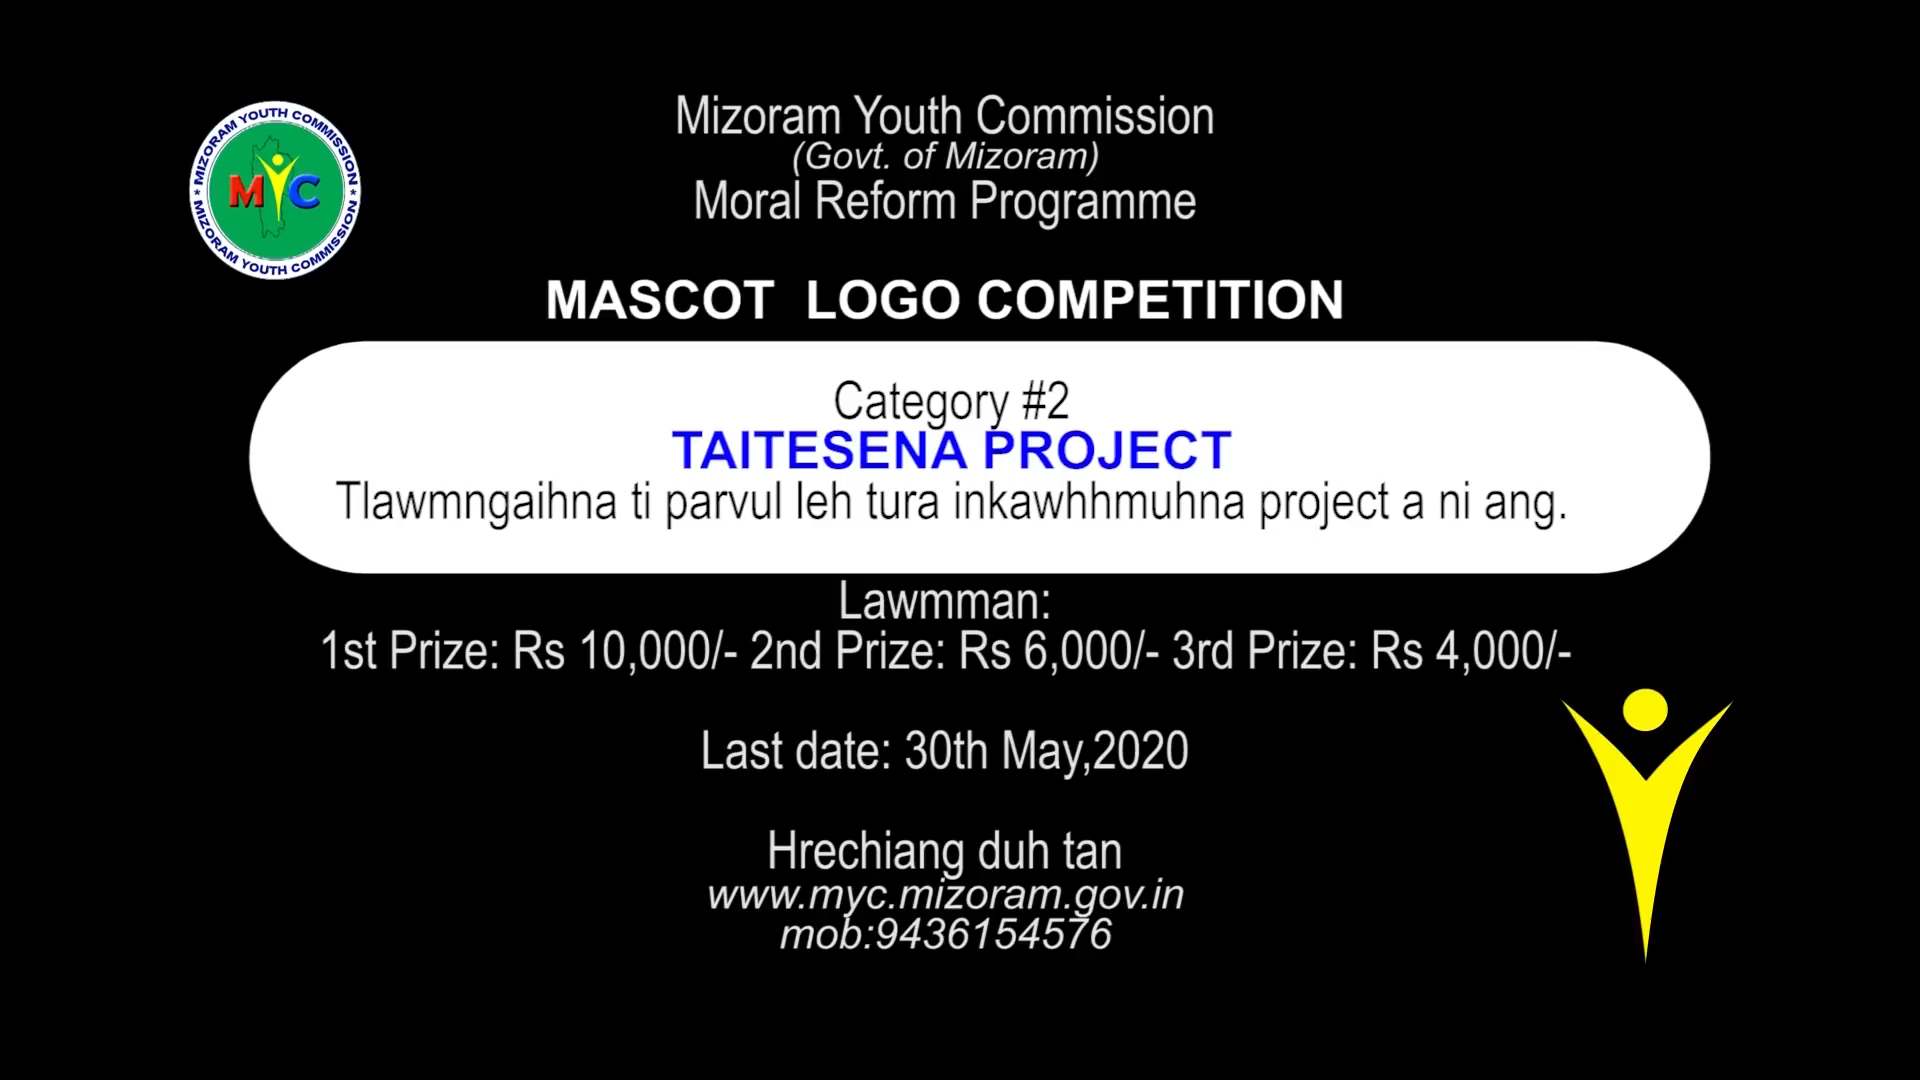 MIZORAM YOUTH COMMISSION
* MIZORAM YOUTH COMMISSION *
MYC
Mizoram Youth Commission
(Govt. of Mizoram)
Moral Reform Programme
MASCOT LOGO COMPETITION
Category #2
TAITESENA PROJECT
Tlawmngaihna ti parvul leh tura inkawhhmuhna project a ni ang.
Lawmman:
1st Prize: Rs 10,000/- 2nd Prize: Rs 6,000/- 3rd Prize: Rs 4,000/-
Last date: 30th May,2020
Hrechiang duh tan
www.myc.mizoram.gov.in
mob:9436154576